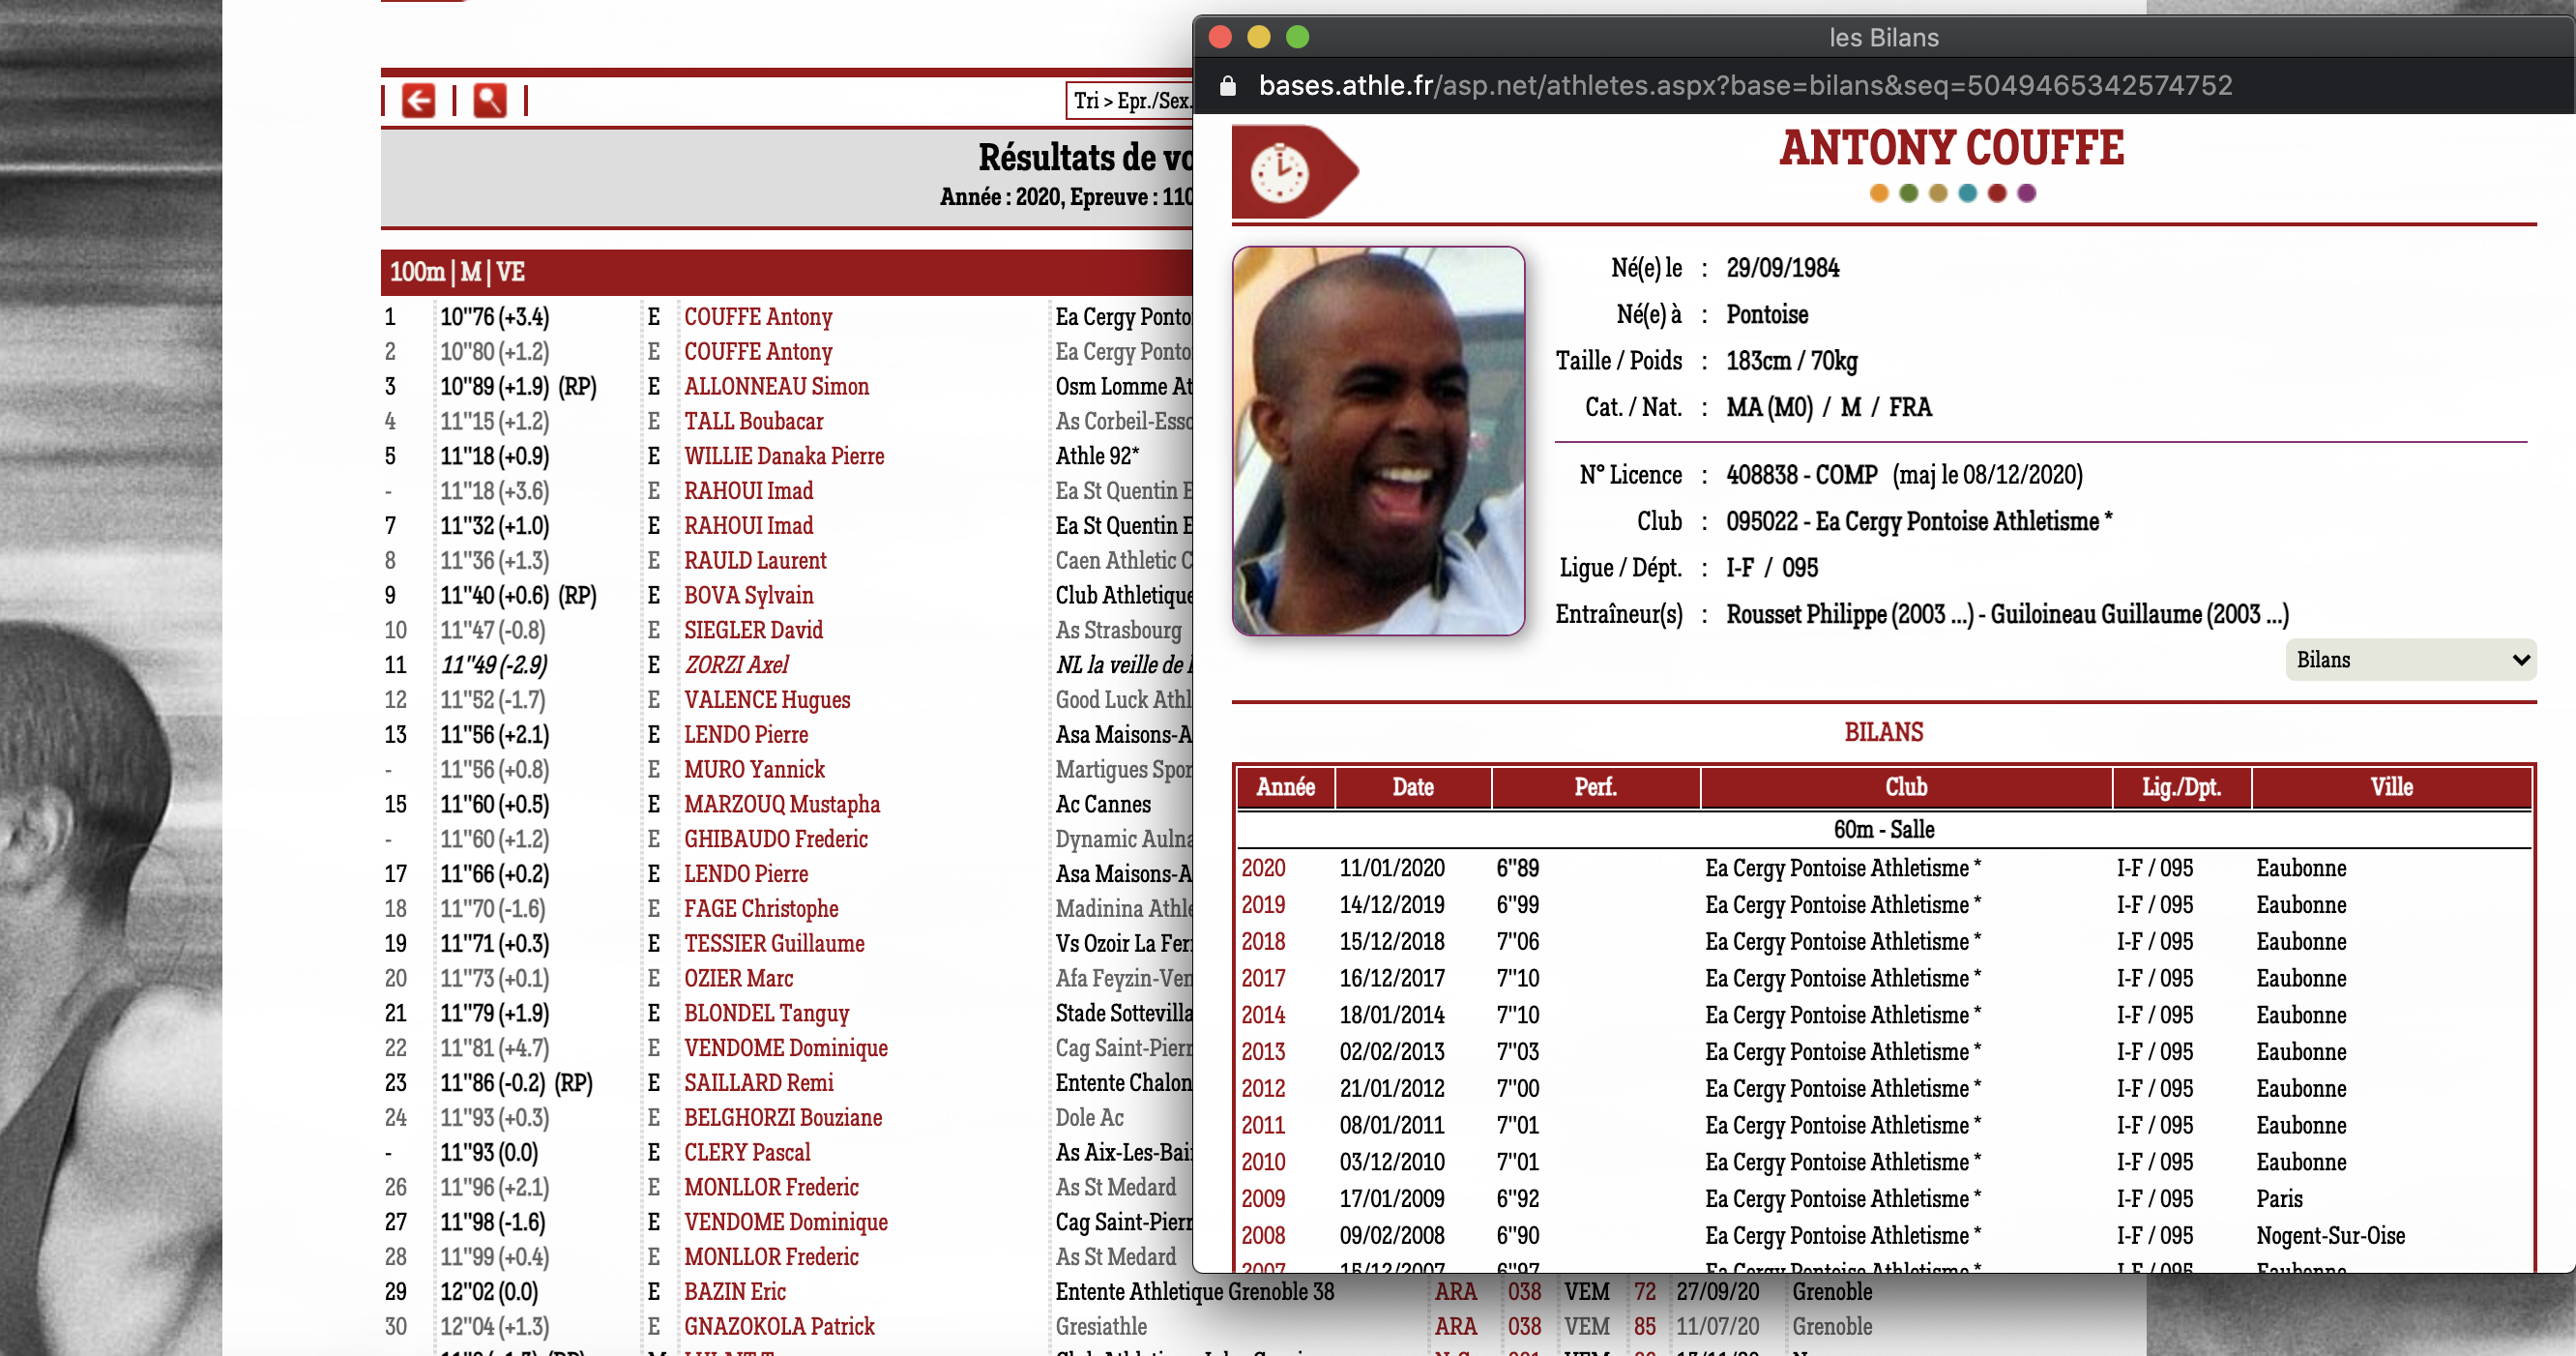 Tri > Epr./Sex.
Résultats de vo
Année : 2020, Epreuve : 110
100m | M | VE
1 10"76 (+3.4) E COUFFE Antony Ea Cergy Ponto
2 10"80 (+1.2) E COUFFE Antony Ea Cergy Ponto
3 10"89 (+1.9) (RP) E ALLONNEAU Simon Osm Lomme At
4 11"15 (+1.2) E TALL Boubacar As Corbeil-Esso
5 11"18 (+0.9) E WILLIE Danaka Pierre Athle 92*
- 11"18 (+3.6) E RAHOUI Imad Ea St Quentin E
7 11"32 (+1.0) E RAHOUI Imad Ea St Quentin E
8 11"36 (+1.3) E RAULD Laurent Caen Athletic C
9 11"40 (+0.6) (RP) E BOVA Sylvain Club Athletique
10 11"47 (-0.8) E SIEGLER David As Strasbourg
11 11"49 (-2.9) E ZORZI Axel NL la veille de
12 11"52 (-1.7) E VALENCE Hugues Good Luck Athl
13 11"56 (+2.1) E LENDO Pierre Asa Maisons-A
- 11"56 (+0.8) E MURO Yannick Martigues Spor
15 11"60 (+0.5) E MARZOUQ Mustapha Ac Cannes
- 11"60 (+1.2) E GHIBAUDO Frederic Dynamic Aulna
17 11"66 (+0.2) E LENDO Pierre Asa Maisons-A
18 11"70 (-1.6) E FAGE Christophe Madinina Athle
19 11"71 (+0.3) E TESSIER Guillaume Vs Ozoir La Fer
20 11"73 (+0.1) E OZIER Marc Afa Feyzin-Ven
21 11"79 (+1.9) E BLONDEL Tanguy Stade Sottevilla
22 11"81 (+4.7) E VENDOME Dominique Cag Saint-Pierr
23 11"86 (-0.2) (RP) E SAILLARD Remi Entente Chalon
24 11"93 (+0.3) E BELGHORZI Bouziane Dole Ac
- 11"93 (0.0) E CLERY Pascal As Aix-Les-Bai
26 11"96 (+2.1) E MONLLOR Frederic As St Medard
27 11"98 (-1.6) E VENDOME Dominique Cag Saint-Pierr
28 11"99 (+0.4) E MONLLOR Frederic As St Medard
29 12"02 (0.0) E BAZIN Eric Entente Athletique Grenoble 38 ARA 038 VEM 72 27/09/20 Grenoble
30 12"04 (+1.3) E GNAZOKOLA Patrick Gresiathle ARA 038 VEM 85 11/07/20 Grenoble
les Bilans
bases.athle.fr/asp.net/athletes.aspx?base=bilans&seq=5049465342574752
ANTONY COUFFE
Né(e) le : 29/09/1984
Né(e) à : Pontoise
Taille / Poids : 183cm / 70kg
Cat. / Nat. : MA (M0) / M / FRA
N° Licence : 408838 - COMP (maj le 08/12/2020)
Club : 095022 - Ea Cergy Pontoise Athletisme *
Ligue / Dépt. : I-F / 095
Entraîneur(s) : Rousset Philippe (2003 ...) - Guiloineau Guillaume (2003 ...)
Bilans
BILANS
Année Date Perf. Club Lig./Dpt. Ville
60m - Salle
2020 11/01/2020 6"89 Ea Cergy Pontoise Athletisme * I-F / 095 Eaubonne
2019 14/12/2019 6"99 Ea Cergy Pontoise Athletisme * I-F / 095 Eaubonne
2018 15/12/2018 7"06 Ea Cergy Pontoise Athletisme * I-F / 095 Eaubonne
2017 16/12/2017 7"10 Ea Cergy Pontoise Athletisme * I-F / 095 Eaubonne
2014 18/01/2014 7"10 Ea Cergy Pontoise Athletisme * I-F / 095 Eaubonne
2013 02/02/2013 7"03 Ea Cergy Pontoise Athletisme * I-F / 095 Eaubonne
2012 21/01/2012 7"00 Ea Cergy Pontoise Athletisme * I-F / 095 Eaubonne
2011 08/01/2011 7"01 Ea Cergy Pontoise Athletisme * I-F / 095 Eaubonne
2010 03/12/2010 7"01 Ea Cergy Pontoise Athletisme * I-F / 095 Eaubonne
2009 17/01/2009 6"92 Ea Cergy Pontoise Athletisme * I-F / 095 Paris
2008 09/02/2008 6"90 Ea Cergy Pontoise Athletisme * I-F / 095 Nogent-Sur-Oise
2007 15/12/2007 6"97 Ea Cergy Pontoise Athletisme * I-F / 095 Eaubonne